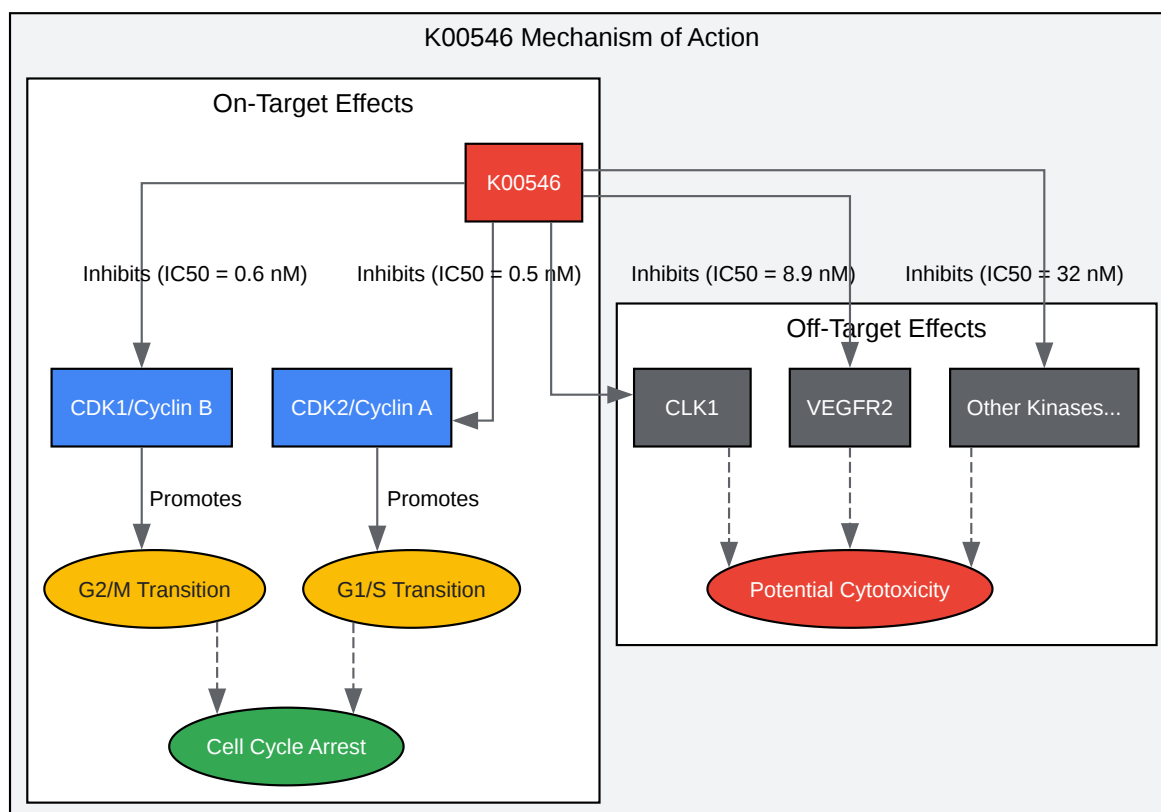 K00546 Mechanism of Action
On-Target Effects
K00546
Inhibits (IC50 = 0.6 nM)
Inhibits (IC50 = 0.5 nM)
Inhibits (IC50 = 8.9 nM)
Inhibits (IC50 = 32 nM)
Off-Target Effects
CDK1/Cyclin B
CDK2/Cyclin A
CLK1
VEGFR2
Other Kinases...
Promotes
Promotes
G2/M Transition
G1/S Transition
Potential Cytotoxicity
Cell Cycle Arrest